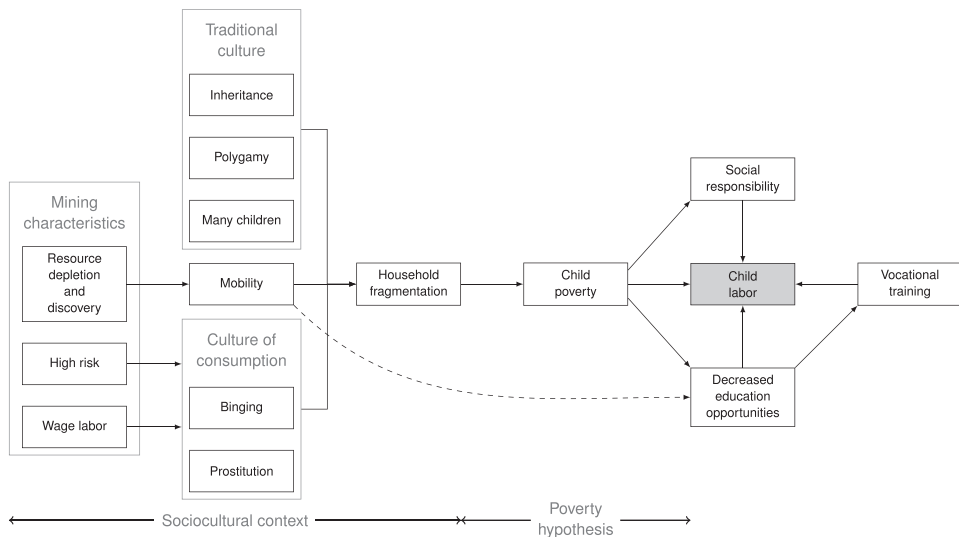 Traditional
culture
Inheritance
Polygamy
Many children
Mining
characteristics
Resource
depletion
and
discovery
High risk
Wage labor
Mobility
Culture of
consumption
Binging
Prostitution
Household
fragmentation
Child
poverty
Social
responsibility
Child
labor
Vocational
training
Decreased
education
opportunities
Sociocultural context
Poverty
hypothesis